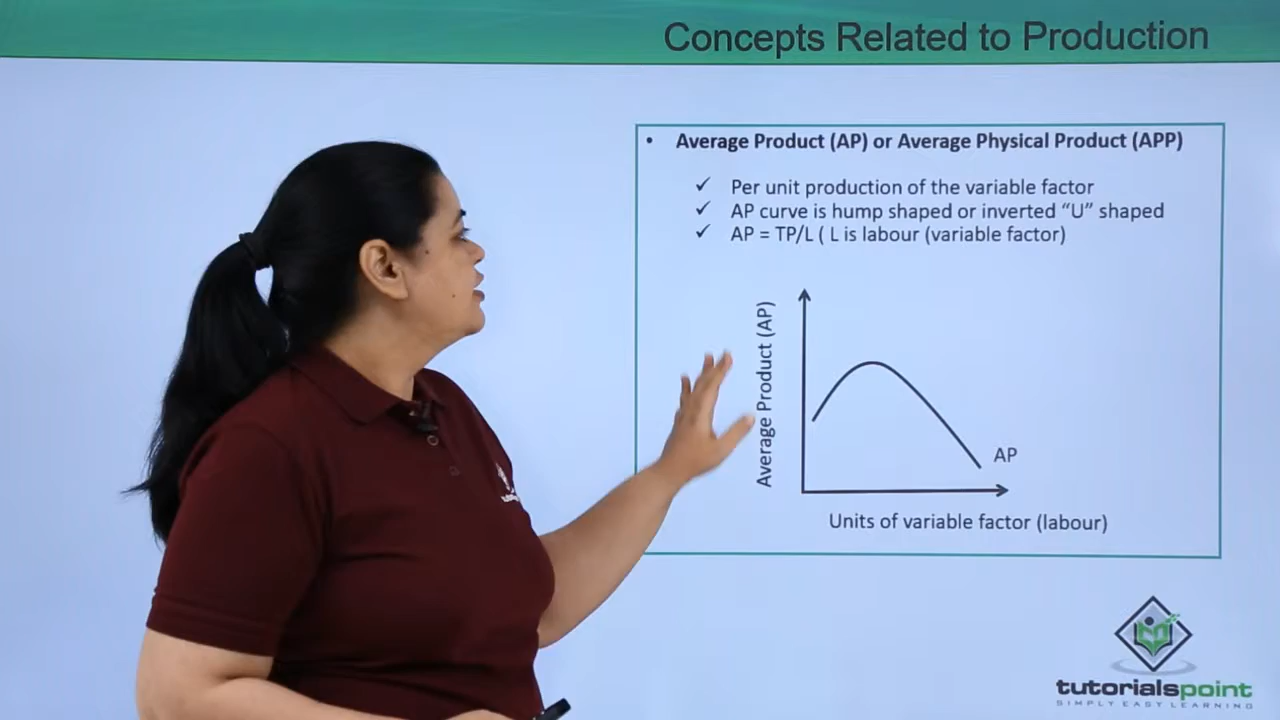 Concepts Related to Production
• Average Product (AP) or Average Physical Product (APP)
✓ Per unit production of the variable factor
✓ AP curve is hump shaped or inverted “U” shaped
✓ AP = TP/L ( L is labour (variable factor)
Average Product (AP)
AP
Units of variable factor (labour)
tutorialspoint
SIMPLY EASY LEARNING